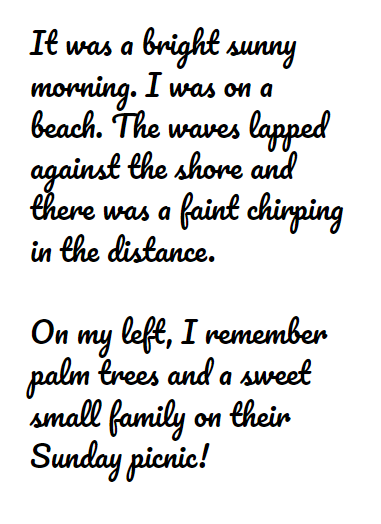 It was a bright sunny
morning. I was on a
beach. The waves lapped
against the shore and
there was a faint chirping
in the distance.

On my left, I remember
palm trees and a sweet
small family on their
Sunday picnic!